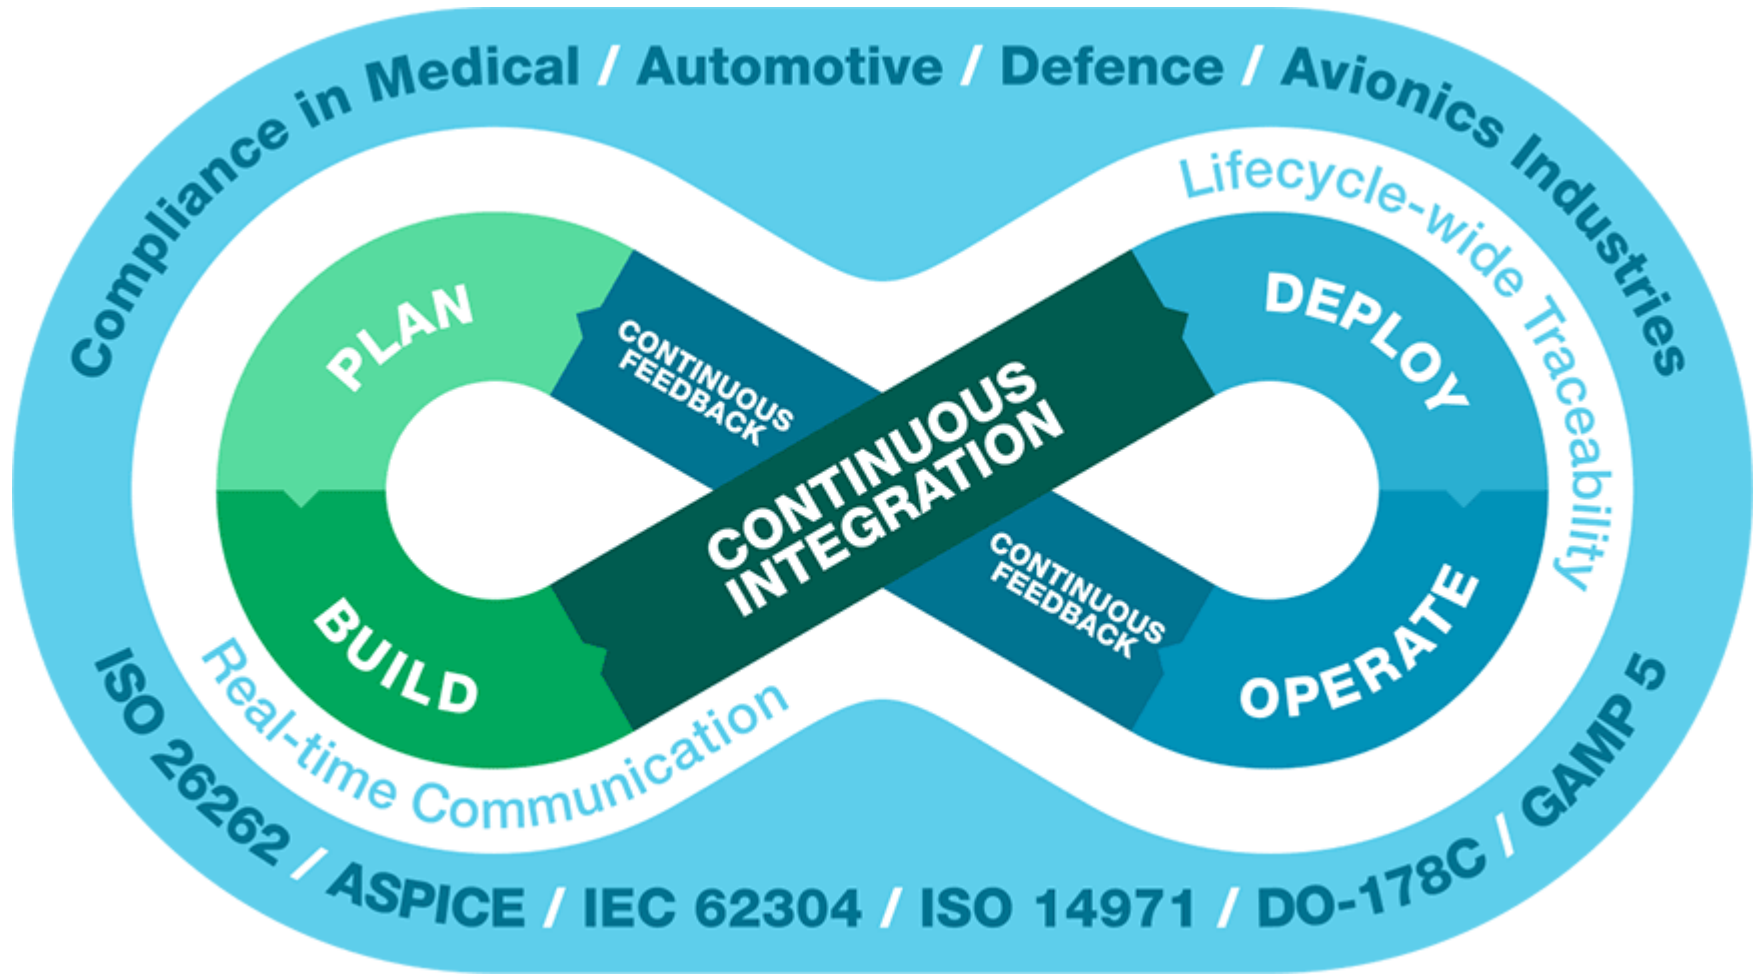 Compliance in Medical / Automotive / Defence / Avionics Industries
Lifecycle-wide Traceability
PLAN
CONTINUOUS
FEEDBACK
CONTINUOUS
INTEGRATION
DEPLOY
BUILD
CONTINUOUS
FEEDBACK
OPERATE
Real-time Communication
ISO 26262 / ASPICE / IEC 62304 / ISO 14971 / DO-178C / GAMP 5